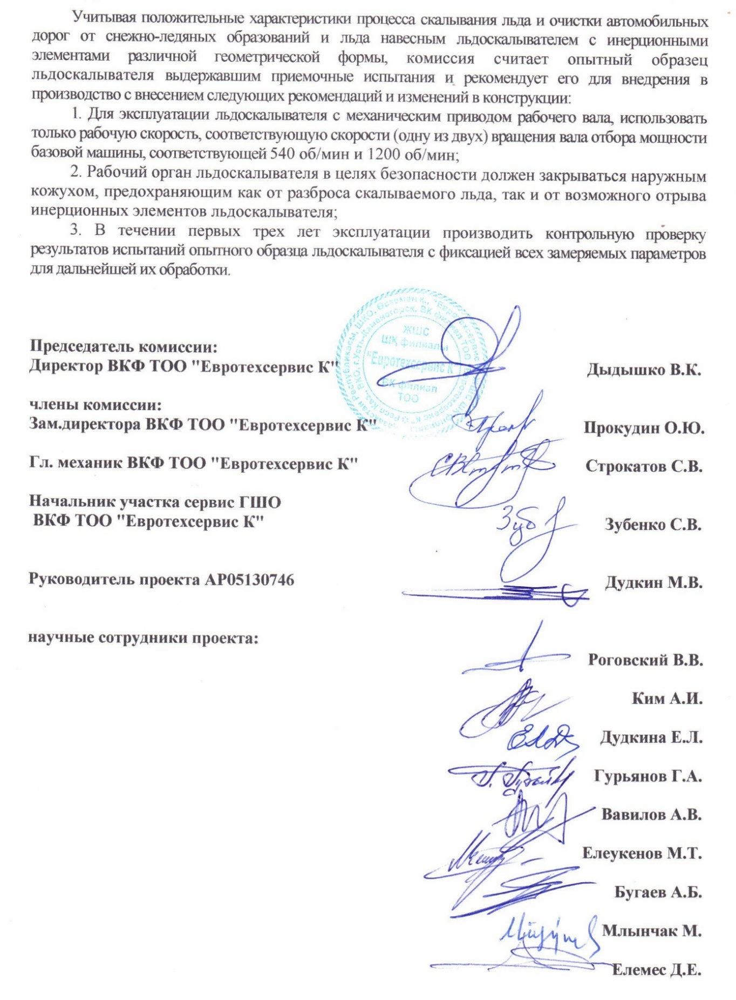 Учитывая положительные характеристики процесса скалывания льда и очистки автомобильных
дорог от снежно-ледяных образований и льда навесным льдоскалывателем с инерционными
элементами различной геометрической формы, комиссия считает опытный образец
льдоскалывателя выдержавшим приемочные испытания и рекомендует его для внедрения в
производство с внесением следующих рекомендаций и изменений в конструкции:
1. Для эксплуатации льдоскалывателя с механическим приводом рабочего вала, использовать
только рабочую скорость, соответствующую скорости (одну из двух) вращения вала отбора мощности
базовой машины, соответствующей 540 об/мин и 1200 об/мин;
2. Рабочий орган льдоскалывателя в целях безопасности должен закрываться наружным
кожухом, предохраняющим как от разброса скалываемого льда, так и от возможного отрыва
инерционных элементов льдоскалывателя;
3. В течении первых трех лет эксплуатации производить контрольную проверку
результатов испытаний опытного образца льдоскалывателя с фиксацией всех замеряемых параметров
для дальнейшей их обработки.
ЖШС
ШҚ филиалы
"Евротехсервис К"
ВК филиал
ТОО
Председатель комиссии:
Директор ВКФ ТОО "Евротехсервис К" Дыдышко В.К.
члены комиссии:
Зам.директора ВКФ ТОО "Евротехсервис К" Прокудин О.Ю.
Гл. механик ВКФ ТОО "Евротехсервис К" Строкатов С.В.
Начальник участка сервис ГШО
ВКФ ТОО "Евротехсервис К" Зубенко С.В.
Руководитель проекта АР05130746 Дудкин М.В.
научные сотрудники проекта:
Роговский В.В.
Ким А.И.
Дудкина Е.Л.
Гурьянов Г.А.
Вавилов А.В.
Елеукенов М.Т.
Бугаев А.Б.
Млынчак М.
Елемес Д.Е.